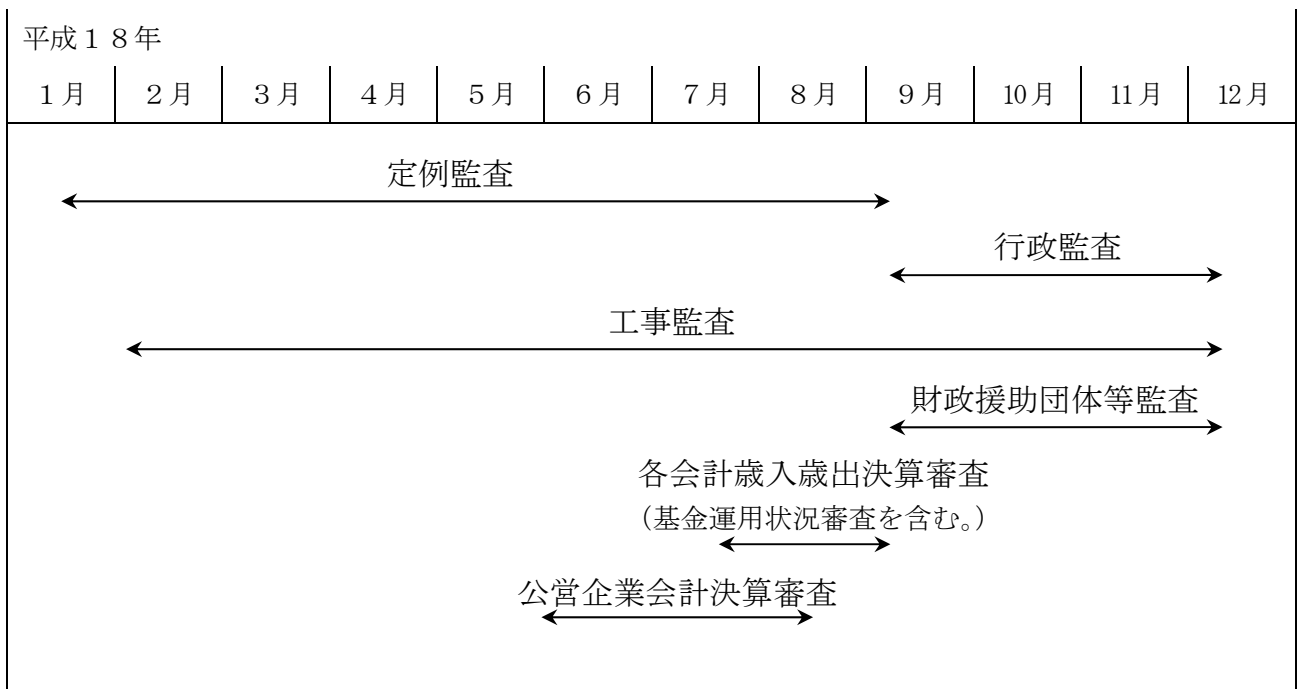 平成１８年
１月 ２月 ３月 ４月 ５月 ６月 ７月 ８月 ９月 10月 11月 12月
定例監査
行政監査
工事監査
財政援助団体等監査
各会計歳入歳出決算審査
（基金運用状況審査を含む。）
公営企業会計決算審査